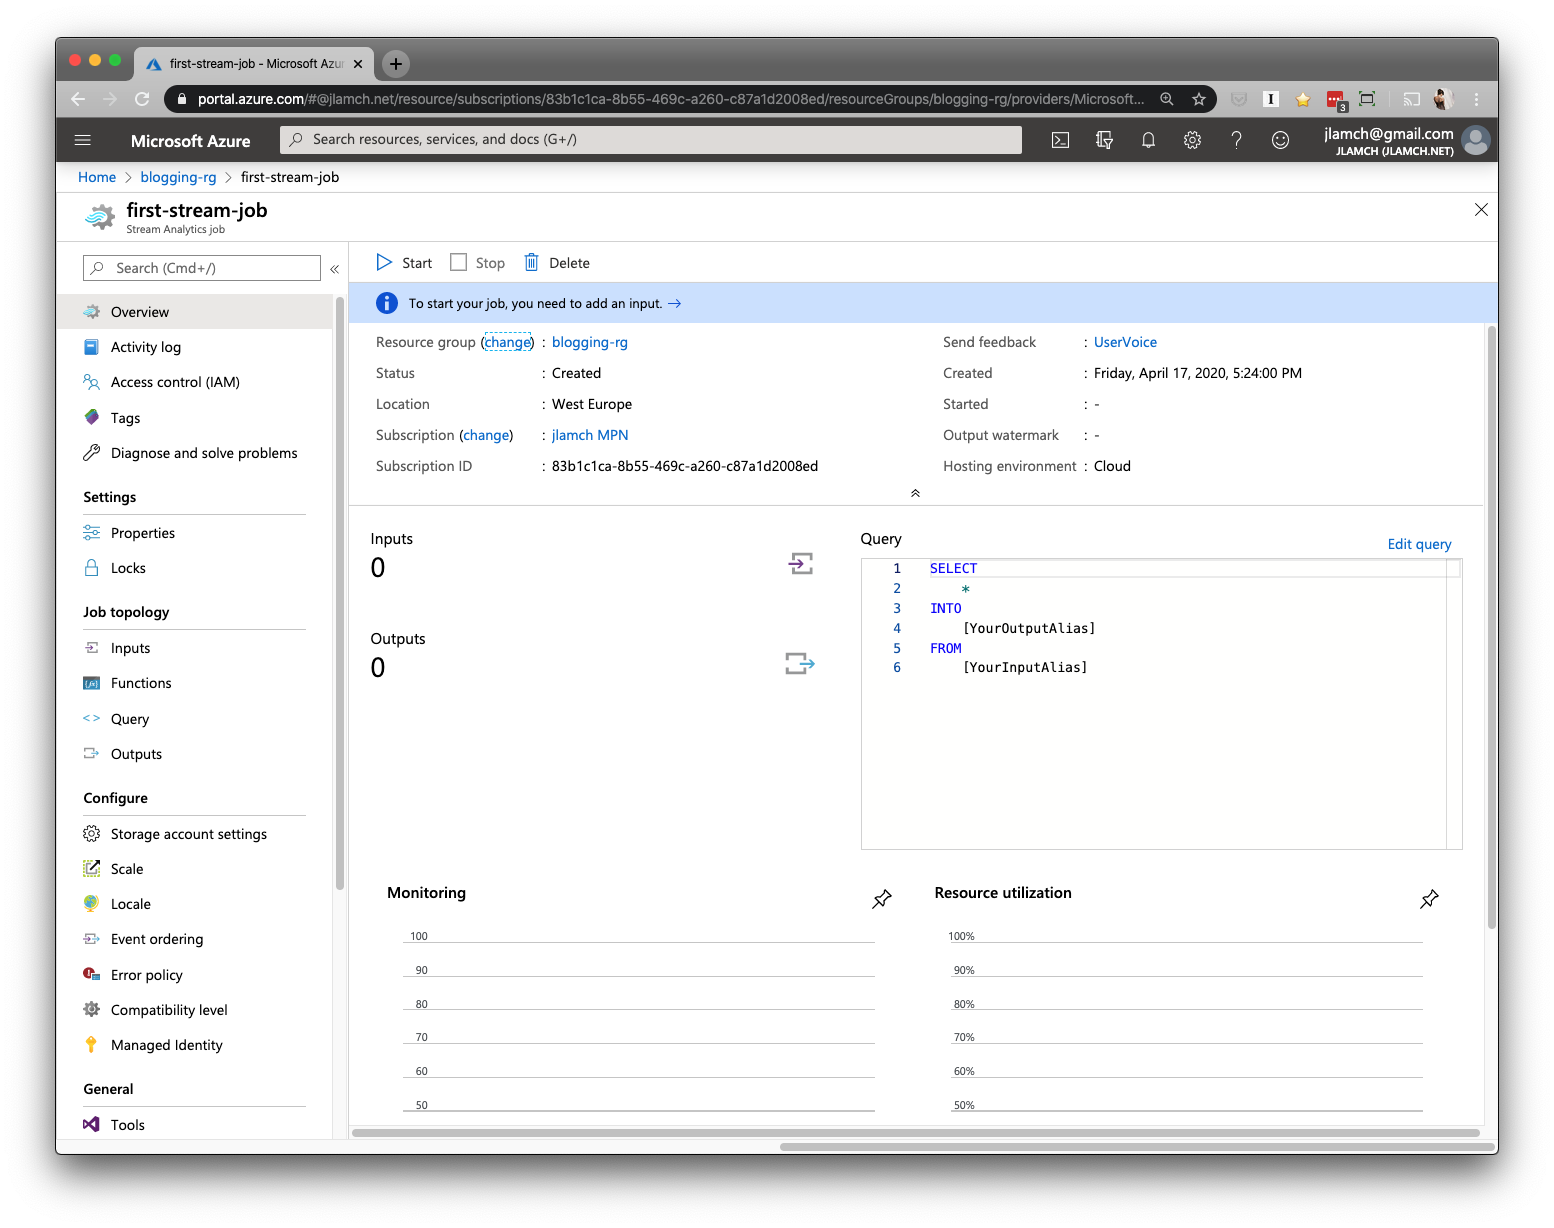 first-stream-job - Microsoft Azu
portal.azure.com/#@jlamch.net/resource/subscriptions/83b1c1ca-8b55-469c-a260-c87a1d2008ed/resourceGroups/blogging-rg/providers/Microsoft...
I
3
Microsoft Azure
Search resources, services, and docs (G+/)
jlamch@gmail.com
JLAMCH (JLAMCH.NET)
Home > blogging-rg > first-stream-job
first-stream-job
Stream Analytics job
Search (Cmd+/)
«
Overview
Activity log
Access control (IAM)
Tags
Diagnose and solve problems
Settings
Properties
Locks
Job topology
Inputs
Functions
Query
Outputs
Configure
Storage account settings
Scale
Locale
Event ordering
Error policy
Compatibility level
Managed Identity
General
Tools
Start
Stop
Delete
To start your job, you need to add an input. →
Resource group (change) : blogging-rg
Status : Created
Location : West Europe
Subscription (change) : jlamch MPN
Subscription ID : 83b1c1ca-8b55-469c-a260-c87a1d2008ed
Send feedback : UserVoice
Created : Friday, April 17, 2020, 5:24:00 PM
Started : -
Output watermark : -
Hosting environment : Cloud
Inputs
0
Outputs
0
Query
Edit query
1 SELECT
2 *
3 INTO
4 [YourOutputAlias]
5 FROM
6 [YourInputAlias]
Monitoring
100
90
80
70
60
50
Resource utilization
100%
90%
80%
70%
60%
50%